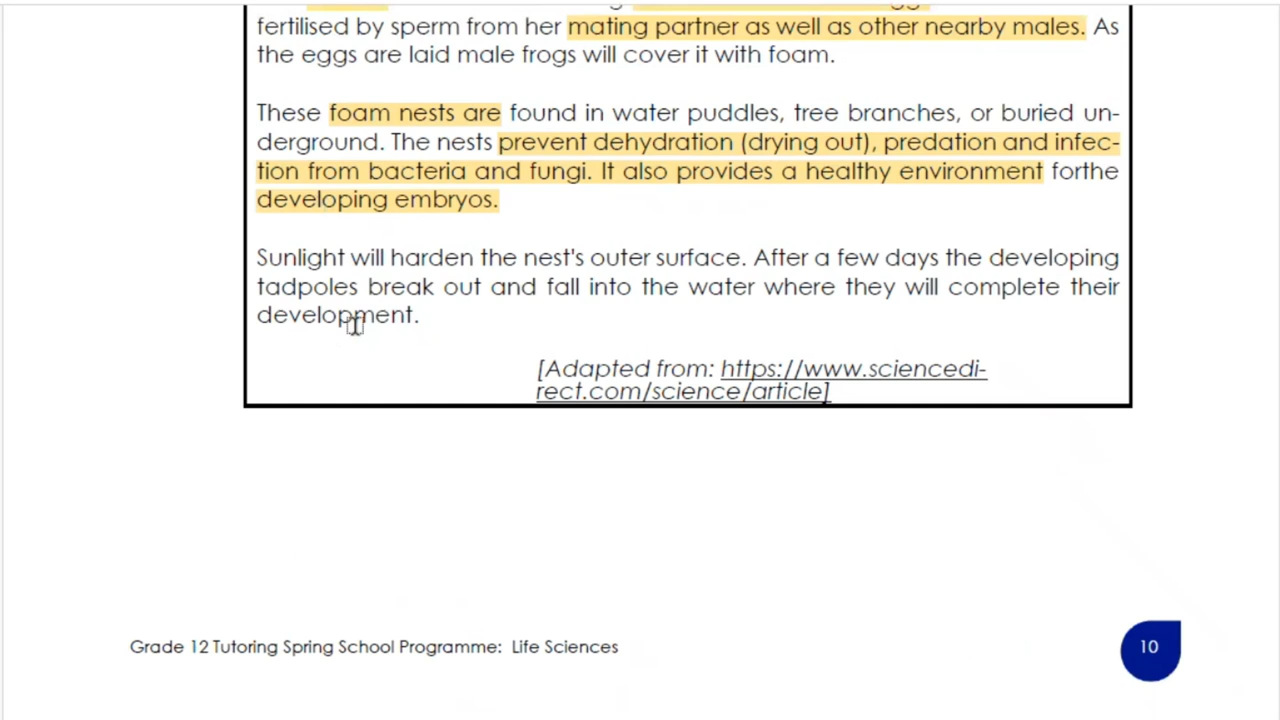 fertilised by sperm from her mating partner as well as other nearby males. As
the eggs are laid male frogs will cover it with foam.
These foam nests are found in water puddles, tree branches, or buried un-
derground. The nests prevent dehydration (drying out), predation and infec-
tion from bacteria and fungi. It also provides a healthy environment forthe
developing embryos.
Sunlight will harden the nest's outer surface. After a few days the developing
tadpoles break out and fall into the water where they will complete their
development.
[Adapted from: https://www.sciencedi-
rect.com/science/article]
Grade 12 Tutoring Spring School Programme: Life Sciences
10